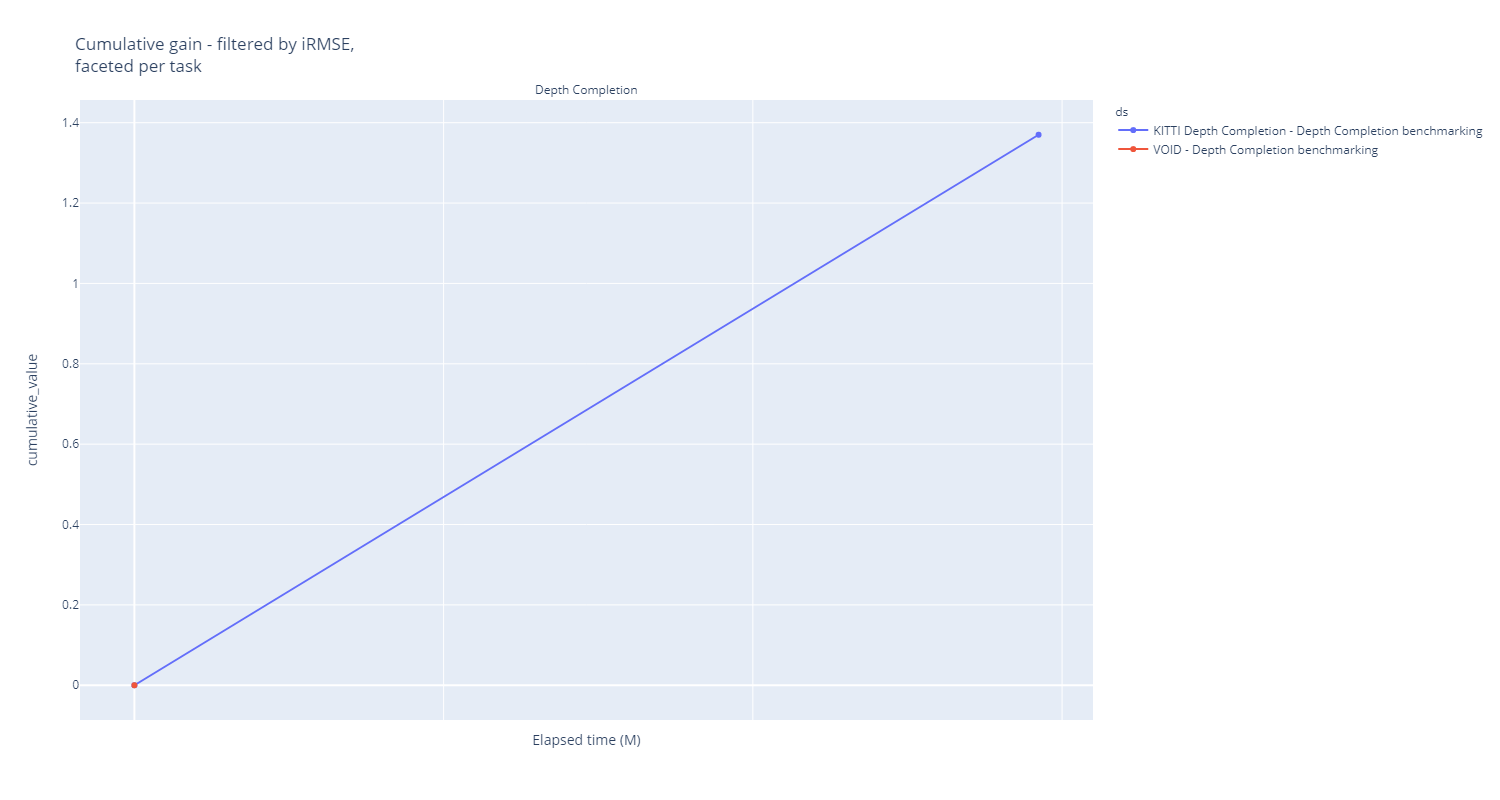 Cumulative gain - filtered by iRMSE,
faceted per task
Depth Completion
ds
KITTI Depth Completion - Depth Completion benchmarking
VOID - Depth Completion benchmarking
1.4
1.2
1
0.8
0.6
0.4
0.2
0
cumulative_value
Elapsed time (M)